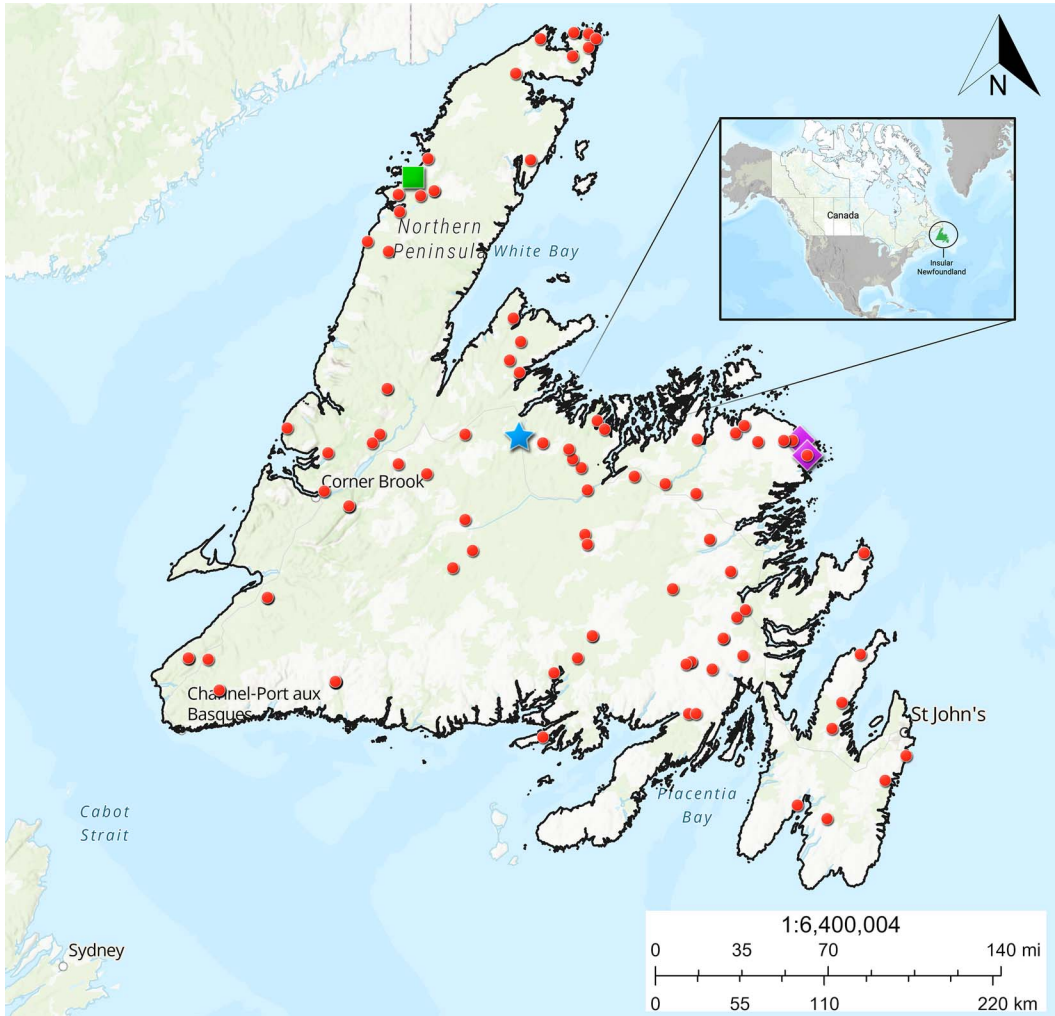 N
Canada
Insular
Newfoundland
Northern
Peninsula
White Bay
Corner Brook
Channel-Port aux
Basques
St John's
Placentia
Bay
Cabot
Strait
Sydney
1:6,400,004
0 35 70 140 mi
0 55 110 220 km